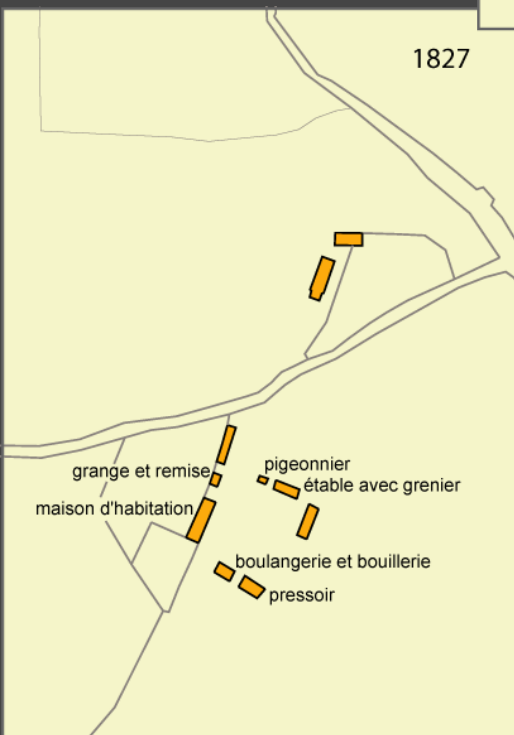 1827
pigeonnier
grange et remise
étable avec grenier
maison d'habitation
boulangerie et bouillerie
pressoir